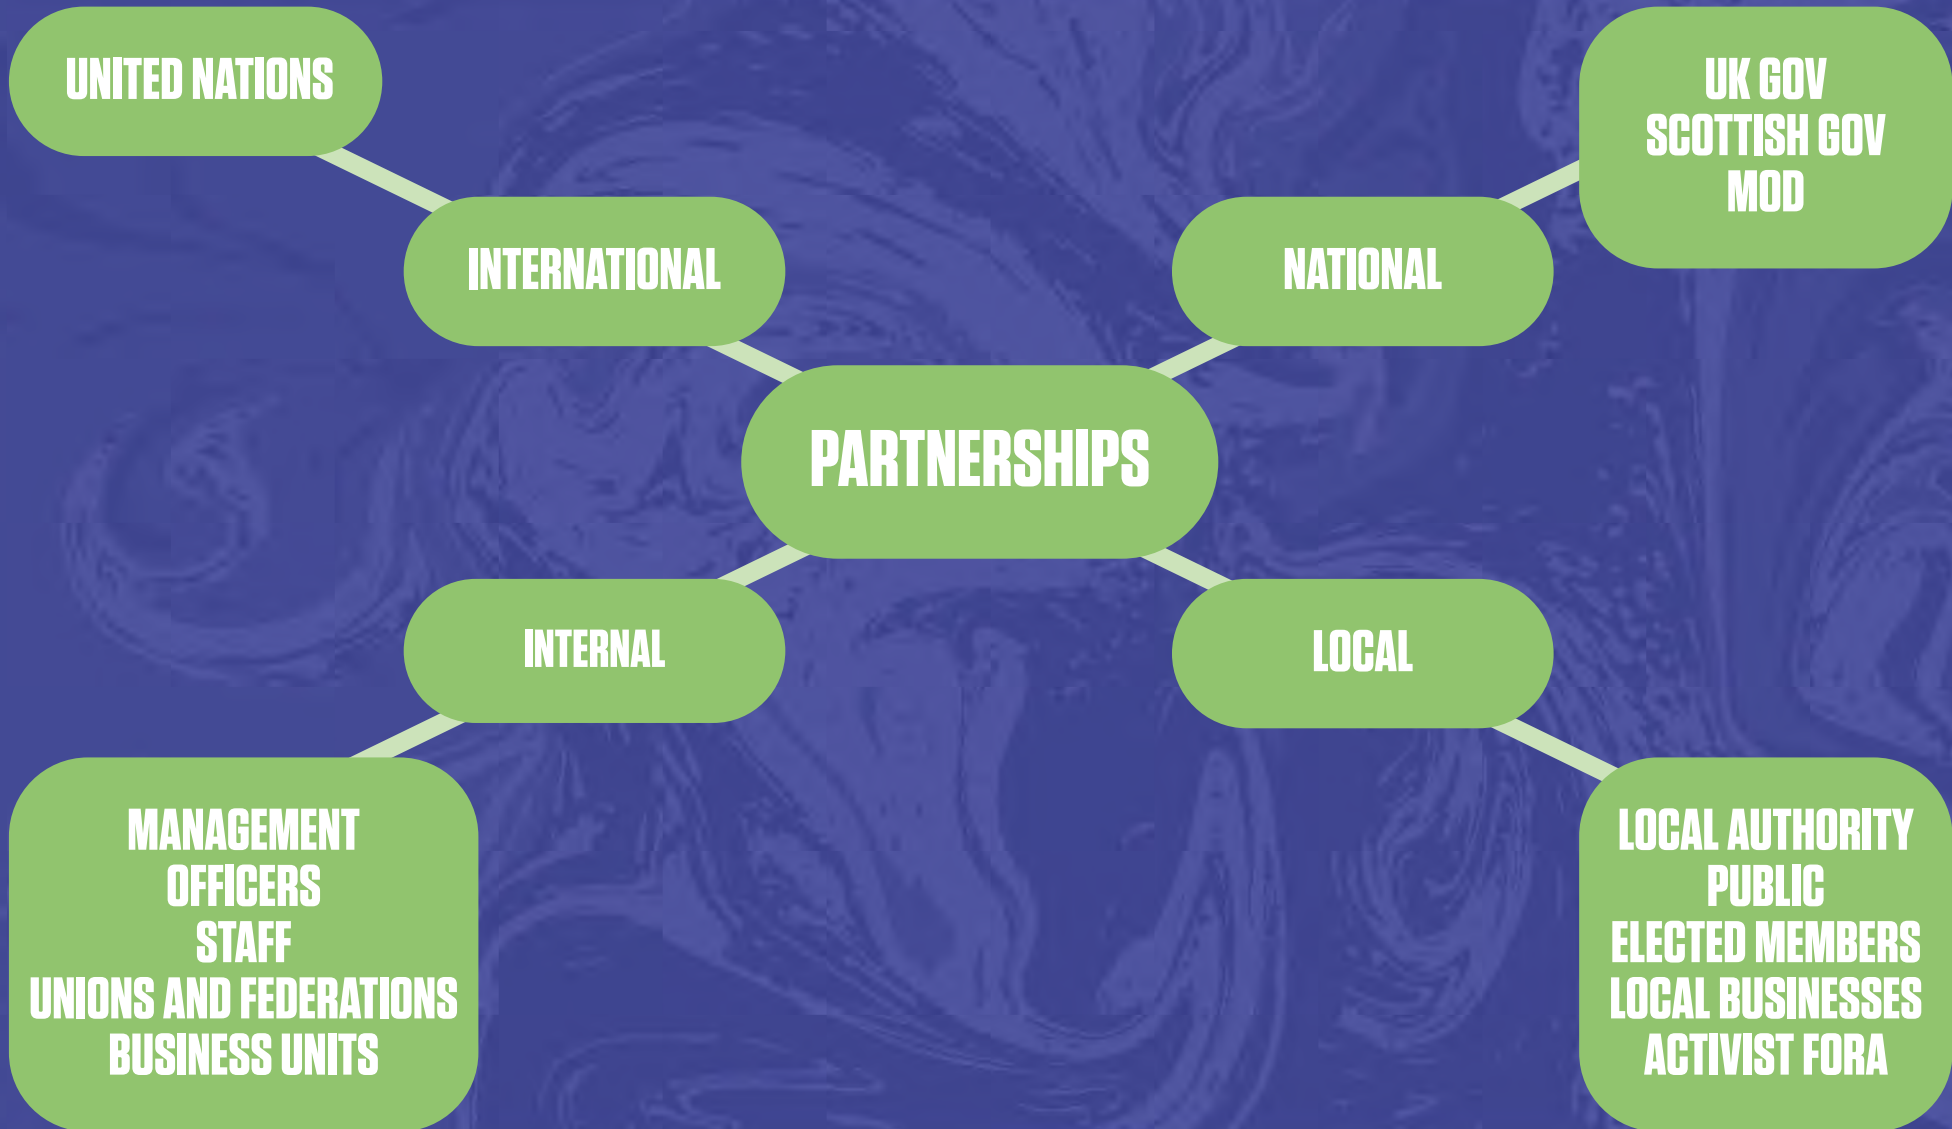 UNITED NATIONS
UK GOV
SCOTTISH GOV
MOD
INTERNATIONAL
NATIONAL
PARTNERSHIPS
INTERNAL
LOCAL
MANAGEMENT
OFFICERS
STAFF
UNIONS AND FEDERATIONS
BUSINESS UNITS
LOCAL AUTHORITY
PUBLIC
ELECTED MEMBERS
LOCAL BUSINESSES
ACTIVIST FORA